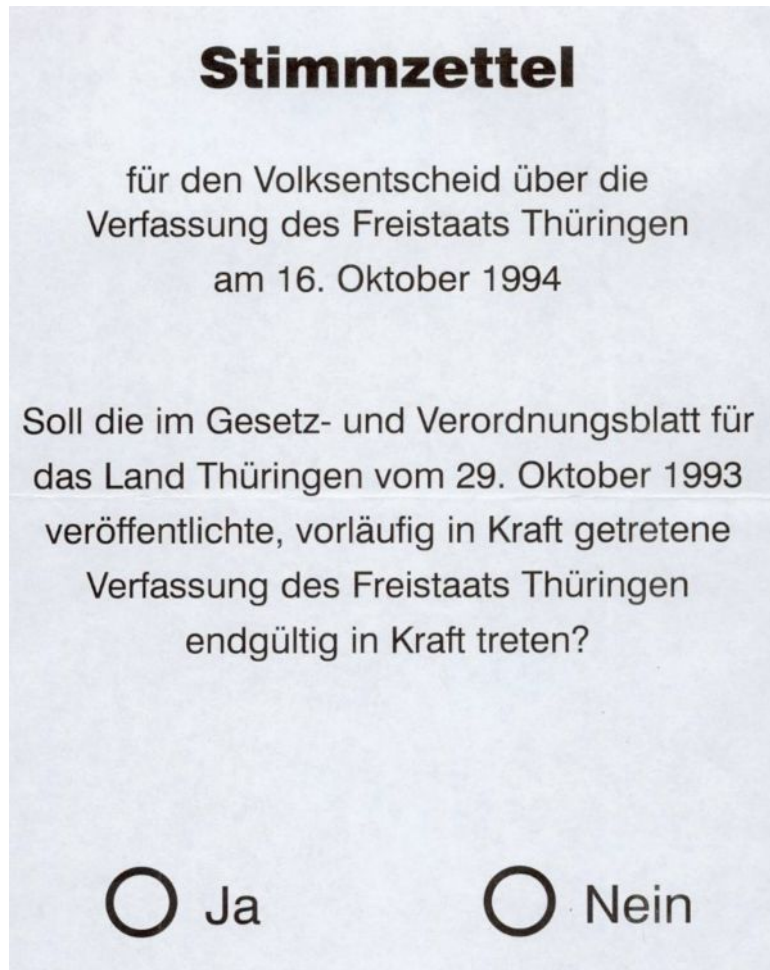 Stimmzettel
für den Volksentscheid über die
Verfassung des Freistaats Thüringen
am 16. Oktober 1994
Soll die im Gesetz- und Verordnungsblatt für
das Land Thüringen vom 29. Oktober 1993
veröffentlichte, vorläufig in Kraft getretene
Verfassung des Freistaats Thüringen
endgültig in Kraft treten?
Ja Nein